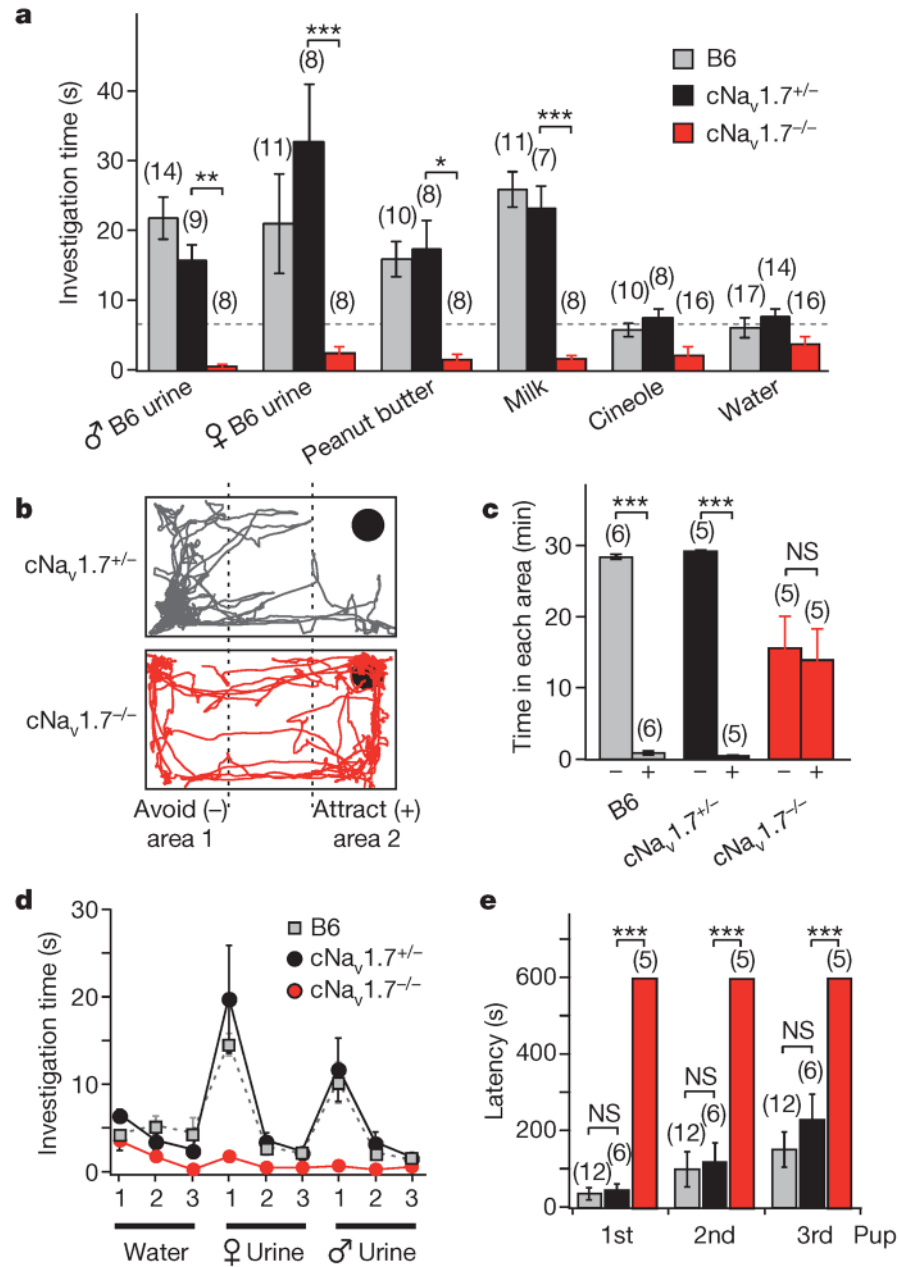 a
Investigation time (s)
40
30
20
10
0
B6
cNav1.7+/−
cNav1.7−/−
(14)
(9)
**
(8)
(11)
(8)
***
(8)
(10)
(8)
*
(8)
(11)
(7)
***
(8)
(10)
(8)
(16)
(17)
(14)
(16)
♂ B6 urine
♀ B6 urine
Peanut butter
Milk
Cineole
Water
b
cNav1.7+/−
cNav1.7−/−
Avoid (−)
area 1
Attract (+)
area 2
c
Time in each area (min)
30
20
10
0
***
(6)
(6)
***
(5)
(5)
NS
(5)
(5)
− + − + − +
B6
cNav1.7+/−
cNav1.7−/−
d
Investigation time (s)
30
20
10
0
B6
cNav1.7+/−
cNav1.7−/−
1 2 3 1 2 3 1 2 3
Water ♀ Urine ♂ Urine
e
Latency (s)
600
400
200
0
***
(5)
NS
(12)
(6)
***
(5)
NS
(12)
(6)
***
(5)
NS
(12)
(6)
1st 2nd 3rd Pup